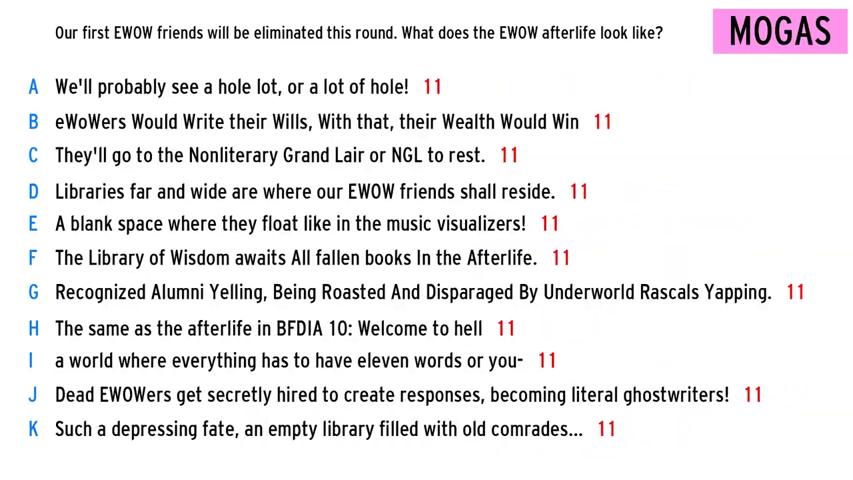 Our first EWOW friends will be eliminated this round. What does the EWOW afterlife look like?
MOGAS
A We'll probably see a hole lot, or a lot of hole! 11
B eWoWers Would Write their Wills, With that, their Wealth Would Win 11
C They'll go to the Nonliterary Grand Lair or NGL to rest. 11
D Libraries far and wide are where our EWOW friends shall reside. 11
E A blank space where they float like in the music visualizers! 11
F The Library of Wisdom awaits All fallen books In the Afterlife. 11
G Recognized Alumni Yelling, Being Roasted And Disparaged By Underworld Rascals Yapping. 11
H The same as the afterlife in BFDIA 10: Welcome to hell 11
I a world where everything has to have eleven words or you- 11
J Dead EWOWers get secretly hired to create responses, becoming literal ghostwriters! 11
K Such a depressing fate, an empty library filled with old comrades... 11